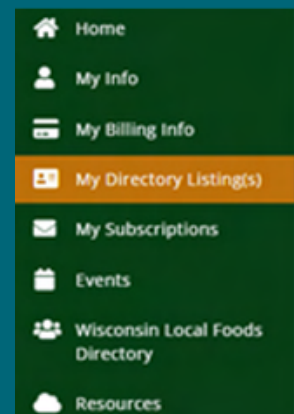 Home
My Info
My Billing Info
My Directory Listing(s)
My Subscriptions
Events
Wisconsin Local Foods
Directory
Resources